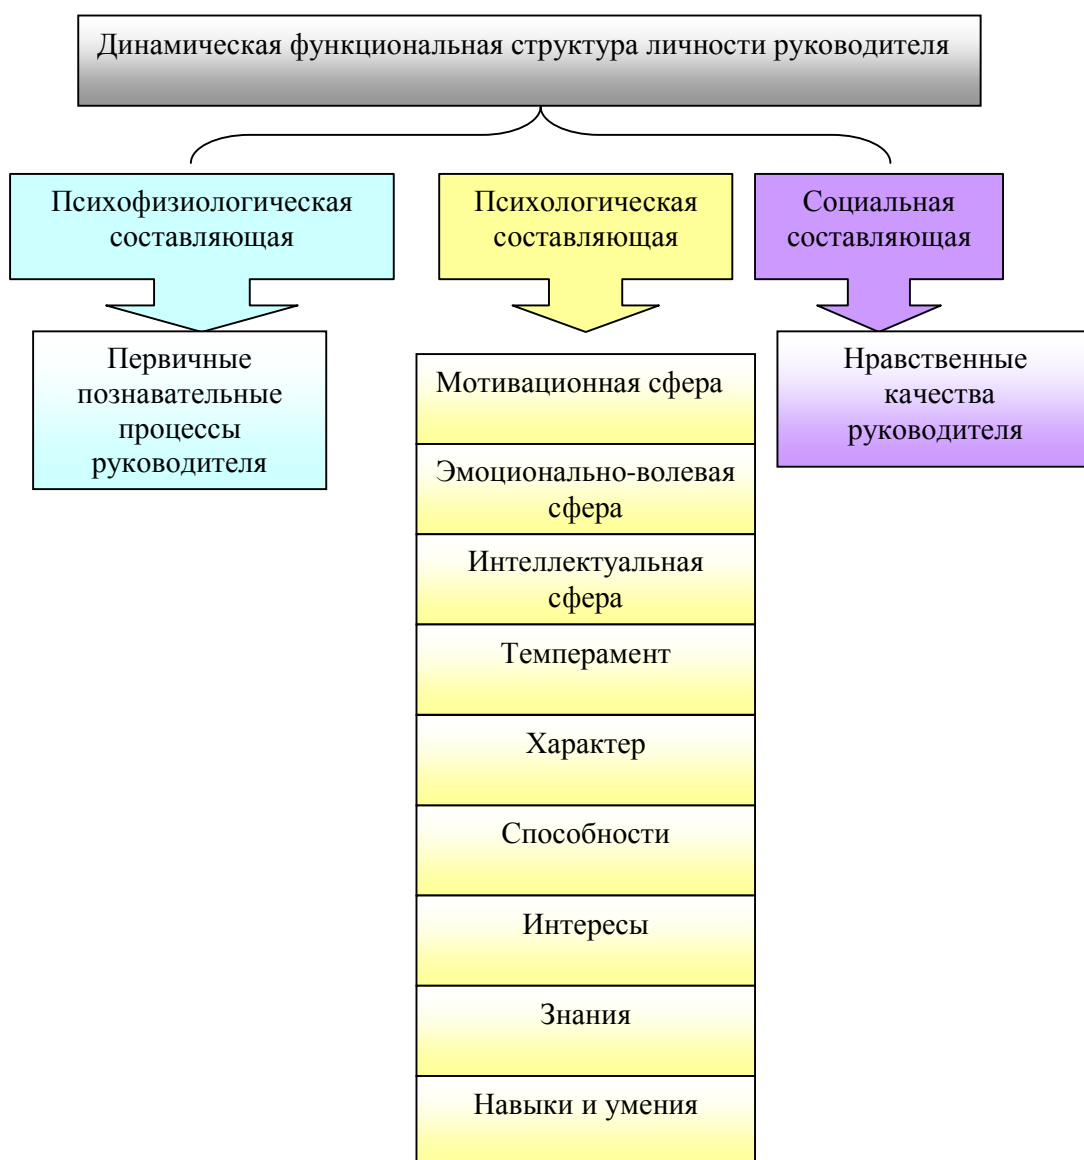 Динамическая функциональная структура личности руководителя
Психофизиологическая
составляющая
Психологическая
составляющая
Социальная
составляющая
Первичные
познавательные
процессы
руководителя
Мотивационная сфера
Эмоционально-волевая
сфера
Интеллектуальная
сфера
Темперамент
Характер
Способности
Интересы
Знания
Навыки и умения
Нравственные
качества
руководителя